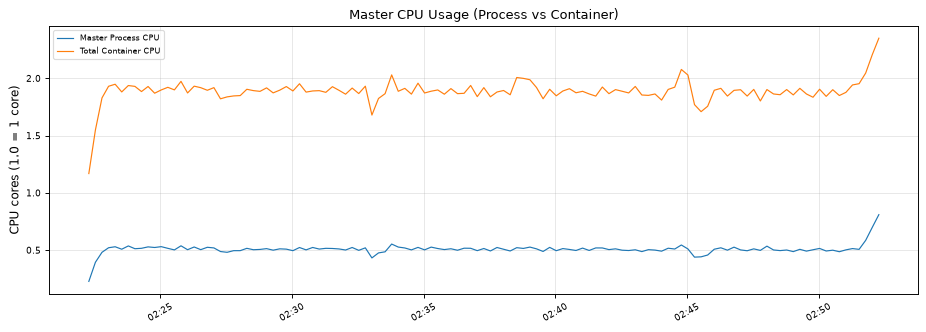 Master CPU Usage (Process vs Container)
Master Process CPU
Total Container CPU
CPU cores (1.0 = 1 core)
2.0
1.5
1.0
0.5
02:25
02:30
02:35
02:40
02:45
02:50